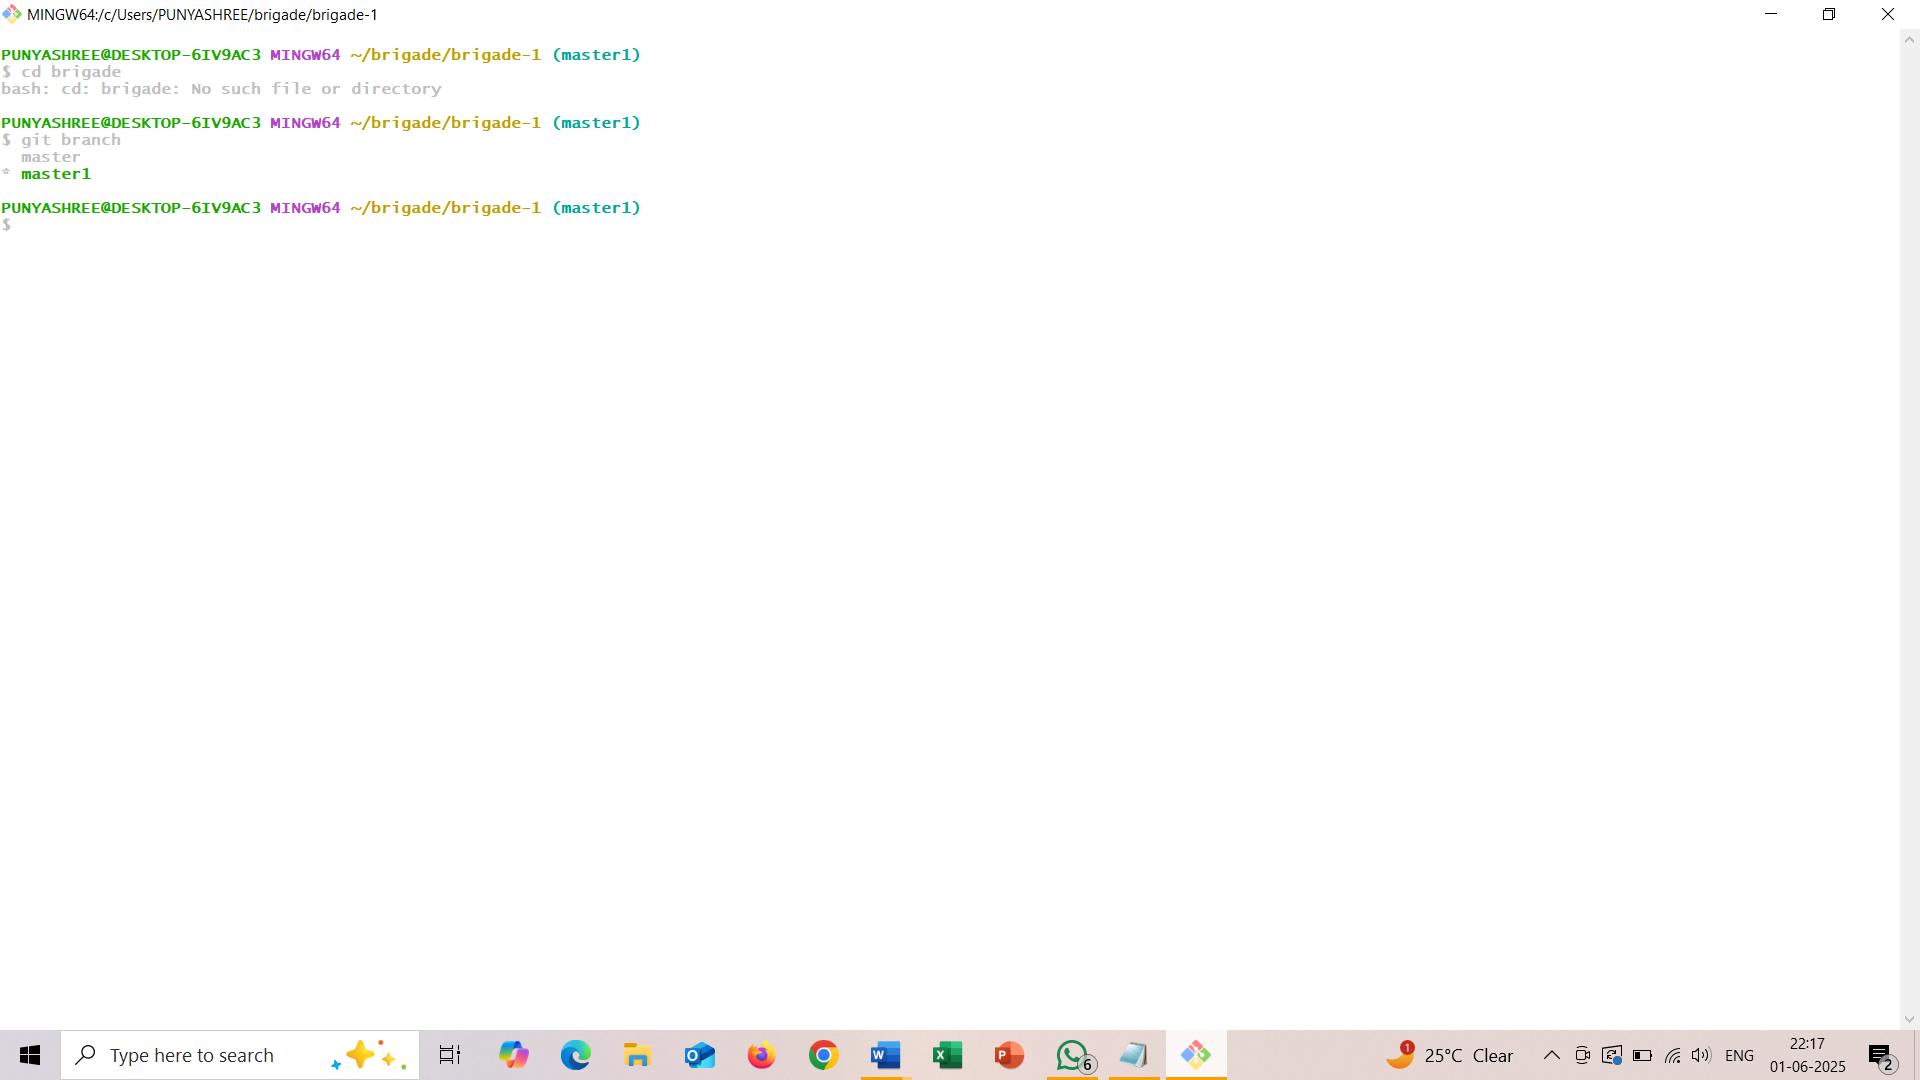 MINGW64:/c/Users/PUNYASHREE/brigade/brigade-1
PUNYASHREE@DESKTOP-6IV9AC3 MINGW64 ~/brigade/brigade-1 (master1)
$ cd brigade
bash: cd: brigade: No such file or directory
PUNYASHREE@DESKTOP-6IV9AC3 MINGW64 ~/brigade/brigade-1 (master1)
$ git branch
  master
* master1
PUNYASHREE@DESKTOP-6IV9AC3 MINGW64 ~/brigade/brigade-1 (master1)
$
Type here to search
6
1
25°C Clear
ENG
22:17
01-06-2025
2